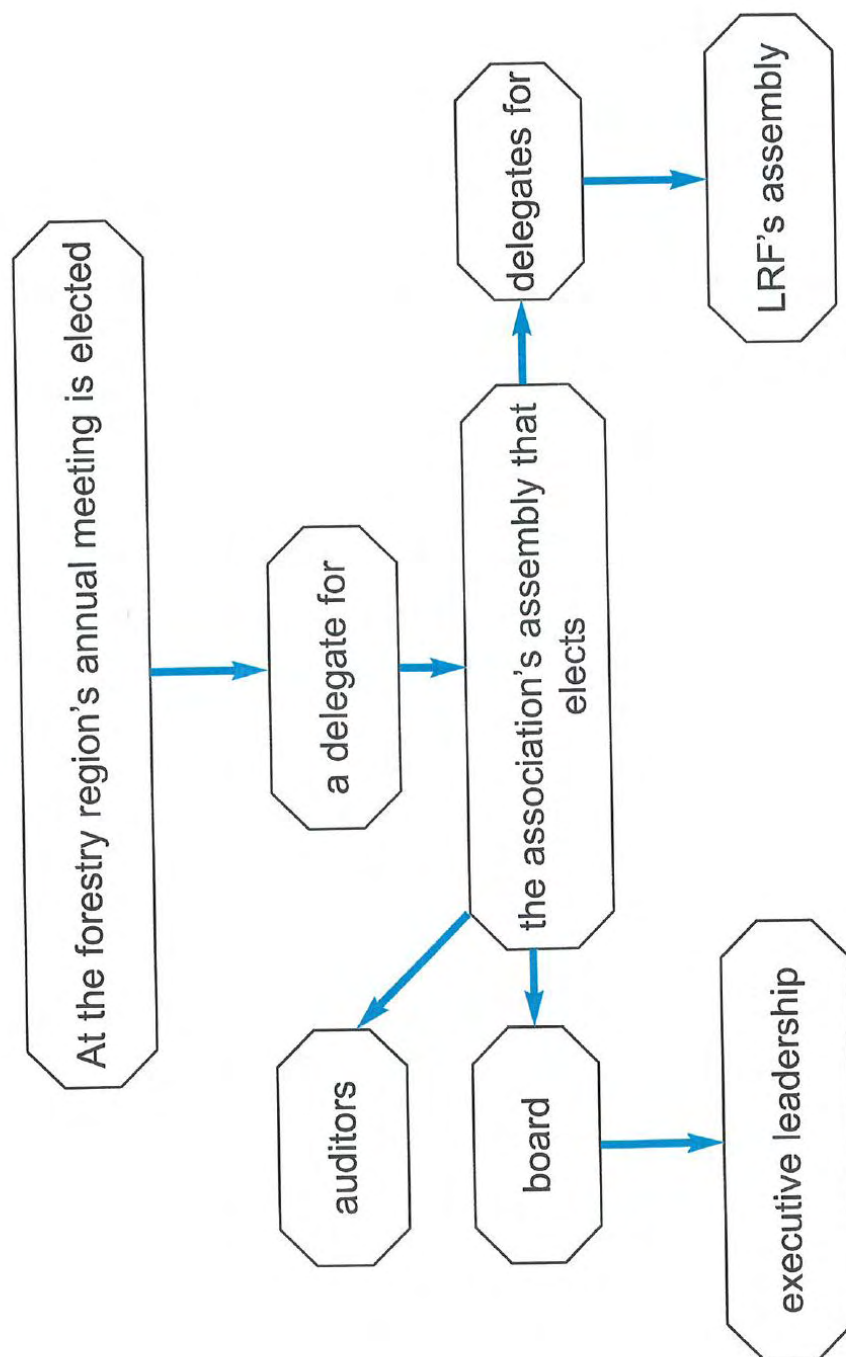 At the forestry region's annual meeting is elected
a delegate for
auditors
the association's assembly that
elects
delegates for
board
executive leadership
LRF's assembly